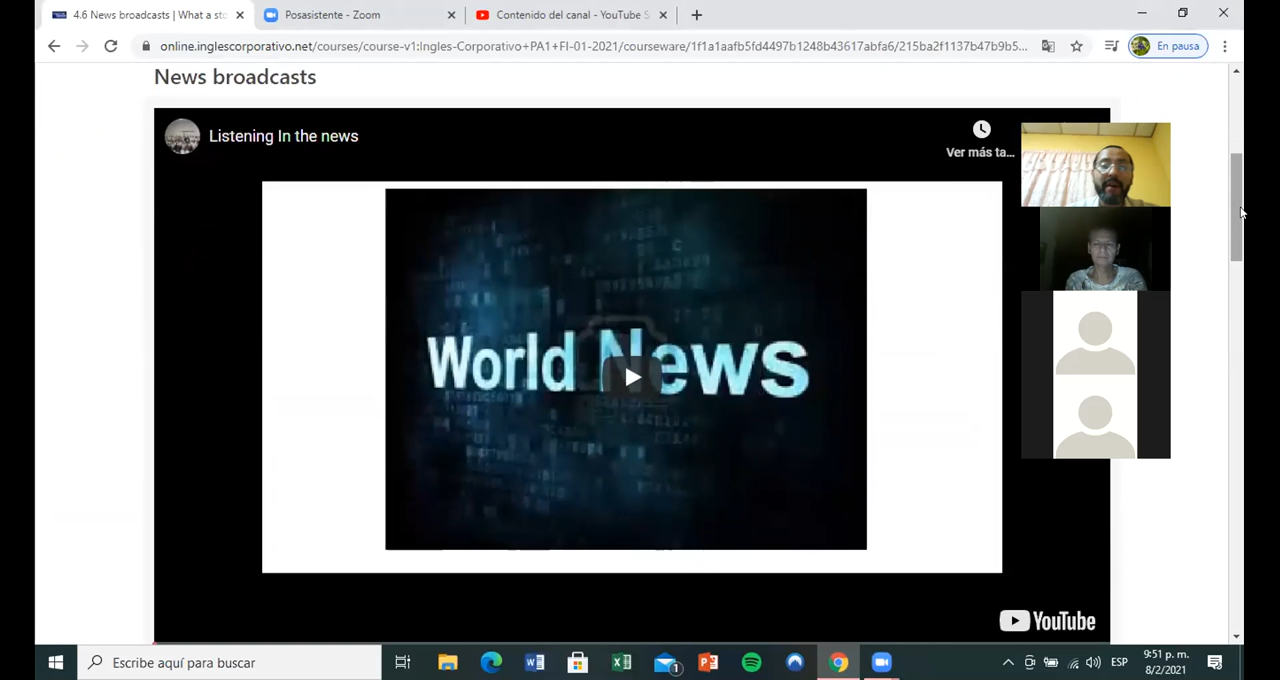 4.6 News broadcasts | What a sto
Posasistente - Zoom
Contenido del canal - YouTube S
online.inglescorporativo.net/courses/course-v1:Ingles-Corporativo+PA1+FI-01-2021/courseware/1f1a1aafb5fd4497b1248b43617abfa6/215ba2f1137b47b9b5...
En pausa
News broadcasts
Listening In the news
Ver más ta...
World News
YouTube
Escribe aquí para buscar
1
ESP
9:51 p. m.
8/2/2021